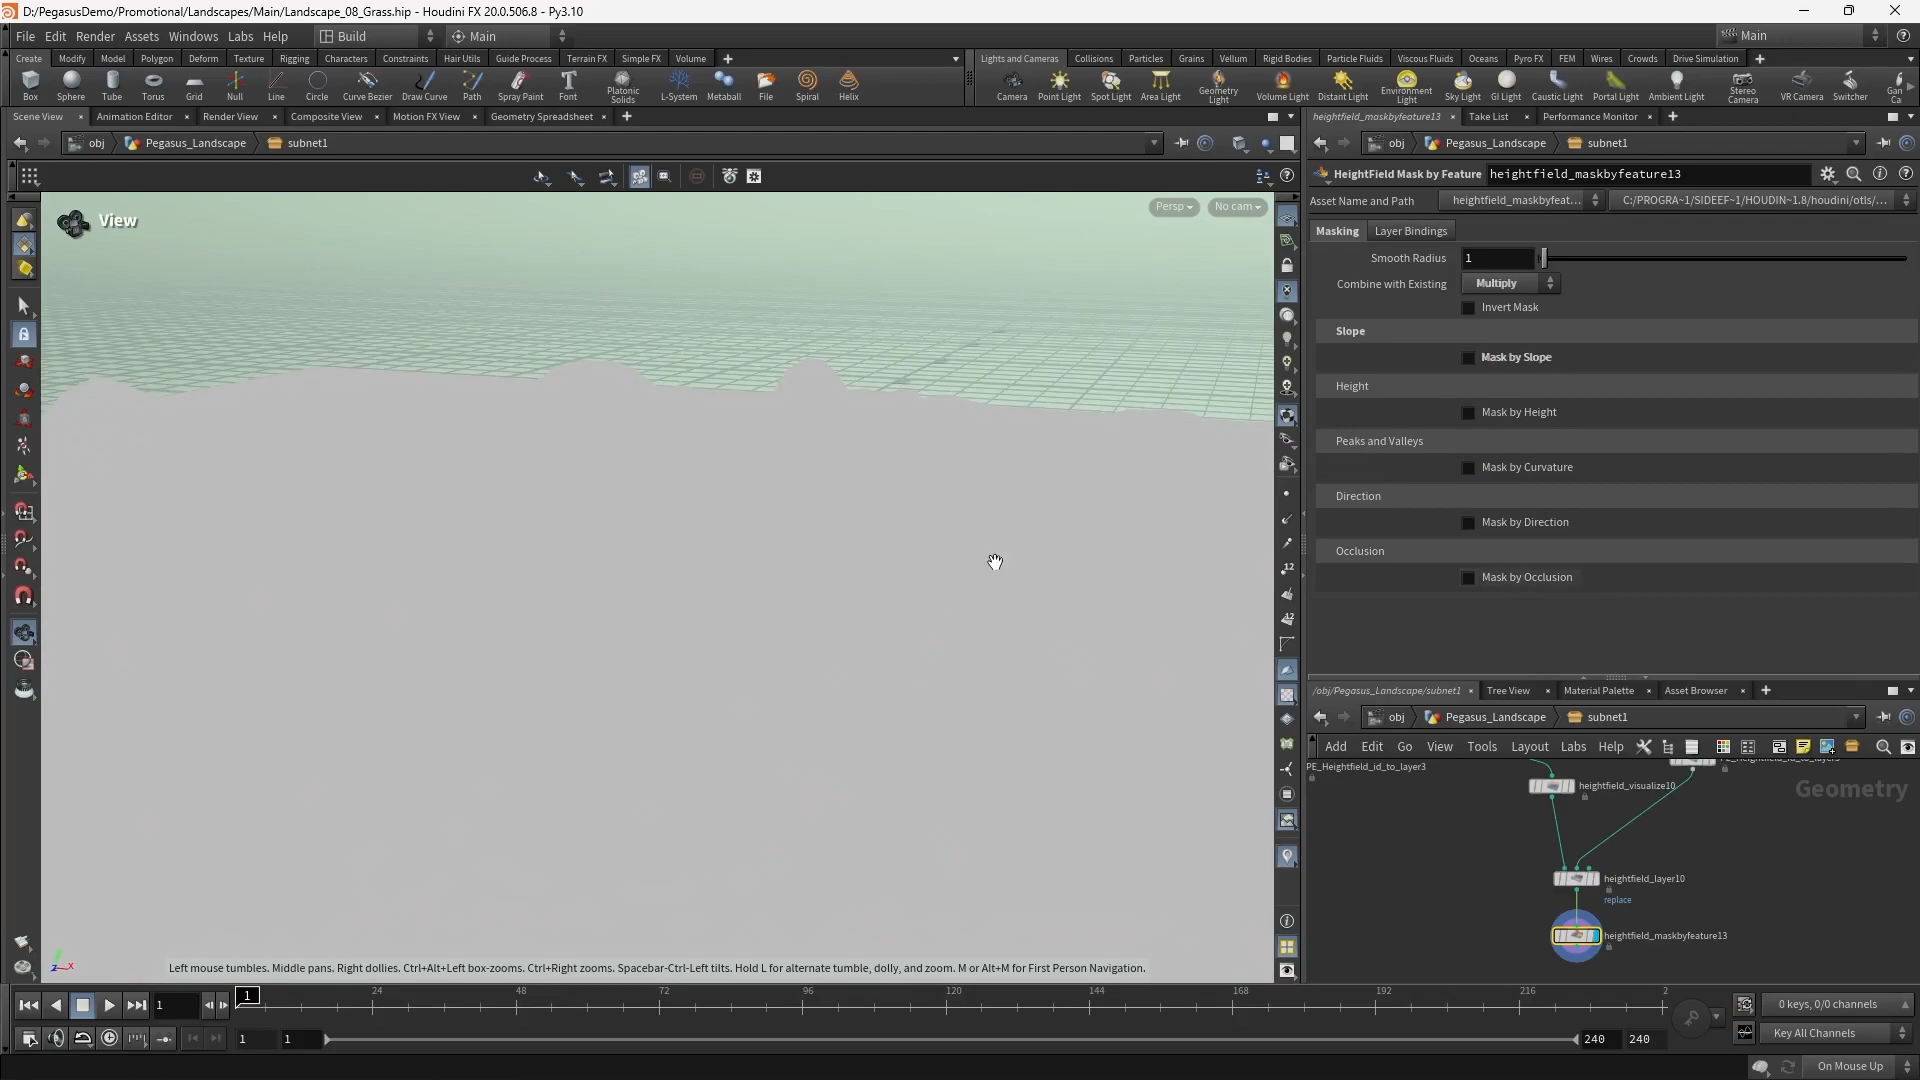 D:/PegasusDemo/Promotional/Landscapes/Main/Landscape_08_Grass.hip - Houdini FX 20.0.506.8 - Py3.10
File Edit Render Assets Windows Labs Help Build Main Main
Create Modify Model Polygon Deform Texture Rigging Characters Constraints Hair Utils Guide Process Terrain FX Simple FX Volume
Lights and Cameras Collisions Particles Grains Vellum Rigid Bodies Particle Fluids Viscous Fluids Oceans Pyro FX FEM Wires Crowds Drive Simulation
Box Sphere Tube Torus Grid Null Line Circle Curve Bezier Draw Curve Path Spray Paint Font Platonic Solids L-System Metaball File Spiral Helix
Camera Point Light Spot Light Area Light Geometry Light Volume Light Distant Light Environment Light Sky Light GI Light Caustic Light Portal Light Ambient Light Stereo Camera VR Camera Switcher Gan Ca
Scene View Animation Editor Render View Composite View Motion FX View Geometry Spreadsheet
heightfield_maskbyfeature13 Take List Performance Monitor
obj Pegasus_Landscape subnet1
obj Pegasus_Landscape subnet1
HeightField Mask by Feature heightfield_maskbyfeature13
Asset Name and Path heightfield_maskbyfeat... C:/PROGRA~1/SIDEEF~1/HOUDIN~1.8/houdini/otls/...
View
Persp
No cam
Masking Layer Bindings
Smooth Radius 1
Combine with Existing Multiply
Invert Mask
Slope
Mask by Slope
Height
Mask by Height
Peaks and Valleys
Mask by Curvature
Direction
Mask by Direction
Occlusion
Mask by Occlusion
12
12
/obj/Pegasus_Landscape/subnet1 Tree View Material Palette Asset Browser
obj Pegasus_Landscape subnet1
Add Edit Go View Tools Layout Labs Help
PE_Heightfield_id_to_layer3
Geometry
heightfield_visualize10
heightfield_layer10
replace
heightfield_maskbyfeature13
z x
Left mouse tumbles. Middle pans. Right dollies. Ctrl+Alt+Left box-zooms. Ctrl+Right zooms. Spacebar-Ctrl-Left tilts. Hold L for alternate tumble, dolly, and zoom. M or Alt+M for First Person Navigation.
1 1 24 48 72 96 120 144 168 192 216 2
0 keys, 0/0 channels
1 1 240 240
Key All Channels
On Mouse Up